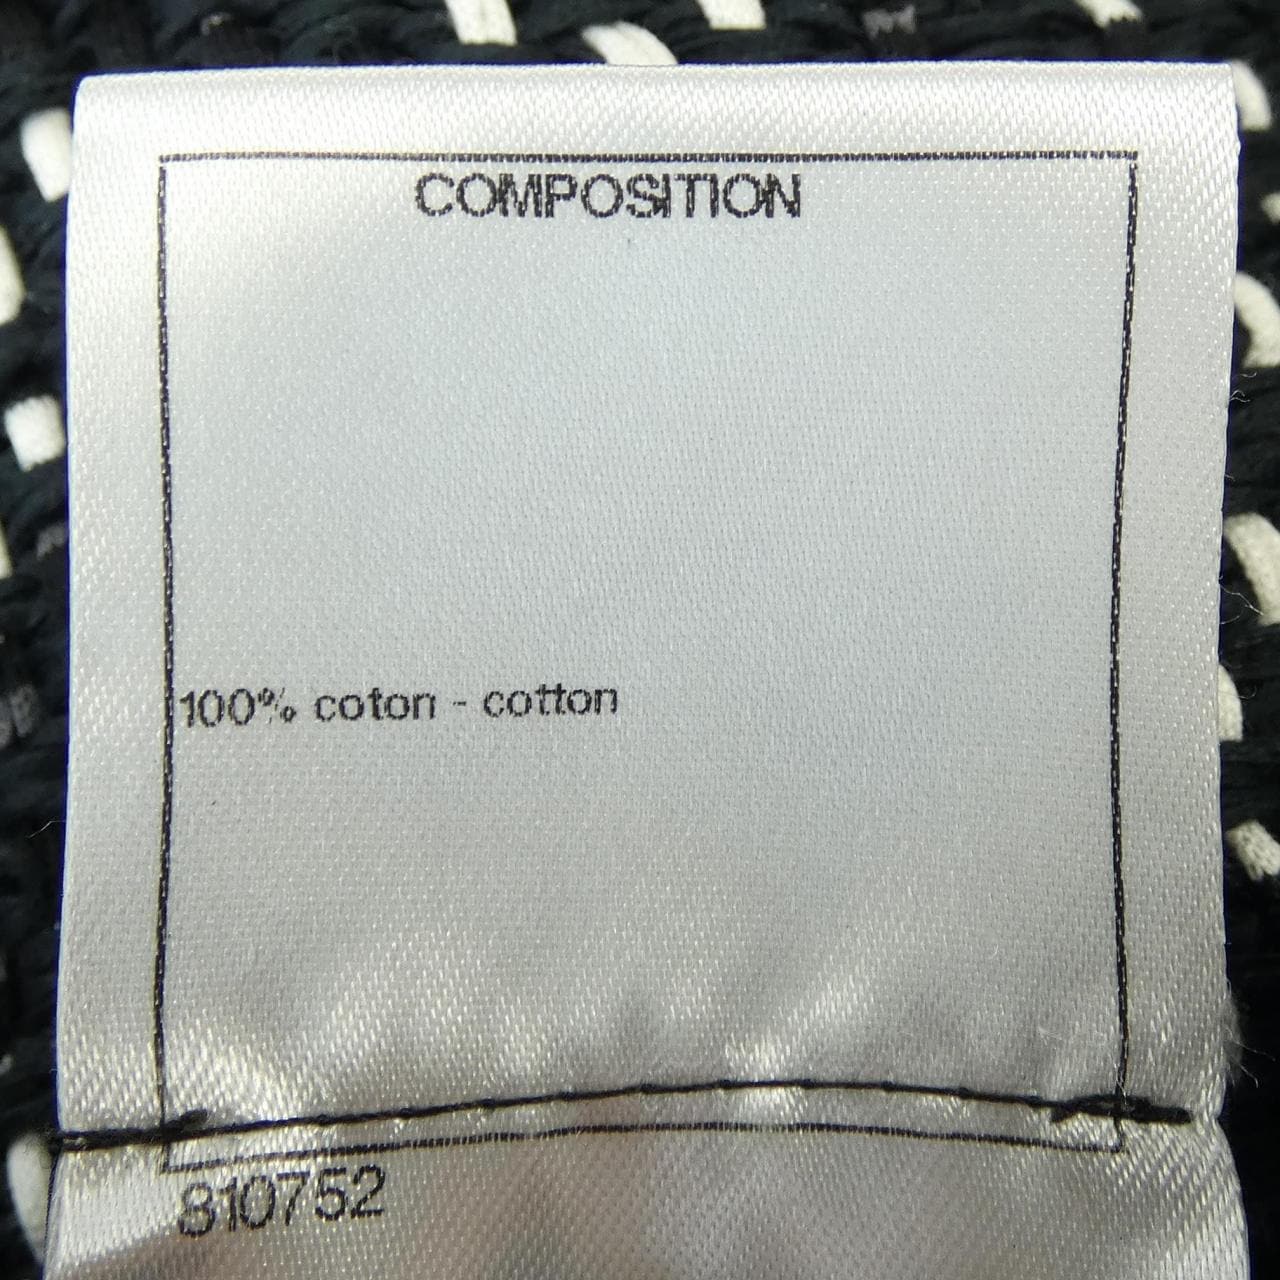 COMPOSITION
100% coton - cotton
810752